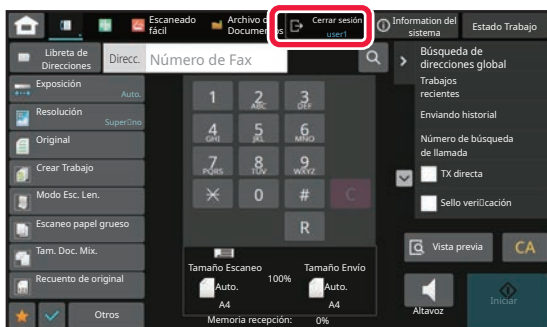 Escaneado fácil
Archivo d
Documentos
Cerrar sesión
user1
Information del sistema
Estado Trabajo
Libreta de Direcciones
Direcc.
Número de Fax
Búsqueda de direcciones global
Trabajos recientes
Enviando historial
Número de búsqueda de llamada
TX directa
Sello veri▯cación
Exposición
Auto.
Resolución
Super▯no
Original
Crear Trabajo
Modo Esc. Len.
Escaneo papel grueso
Tam. Doc. Mix.
Recuento de original
Otros
1
2 ABC
3 DEF
4 GHI
5 JKL
6 MNO
7 PQRS
8 TUV
9 WXYZ
0
#
C
R
Tamaño Escaneo
Auto.
A4
100%
Tamaño Envío
Auto.
A4
Memoria recepción: 0%
Vista previa
CA
Altavoz
Iniciar